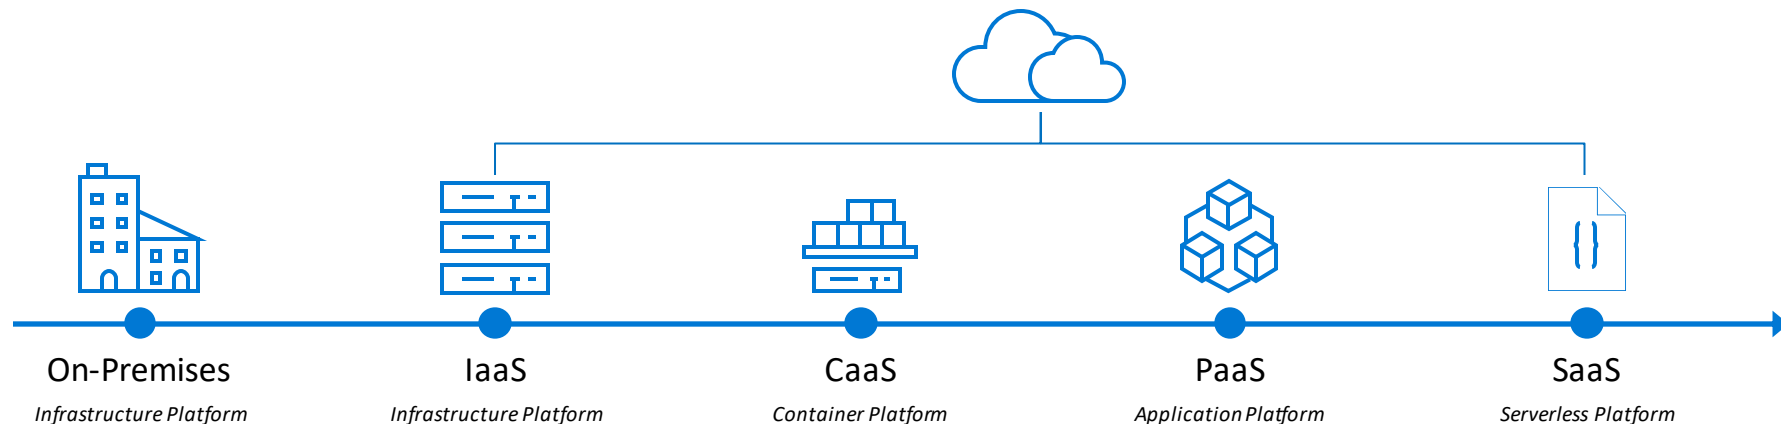 On-Premises
Infrastructure Platform
IaaS
Infrastructure Platform
CaaS
Container Platform
PaaS
Application Platform
SaaS
Serverless Platform